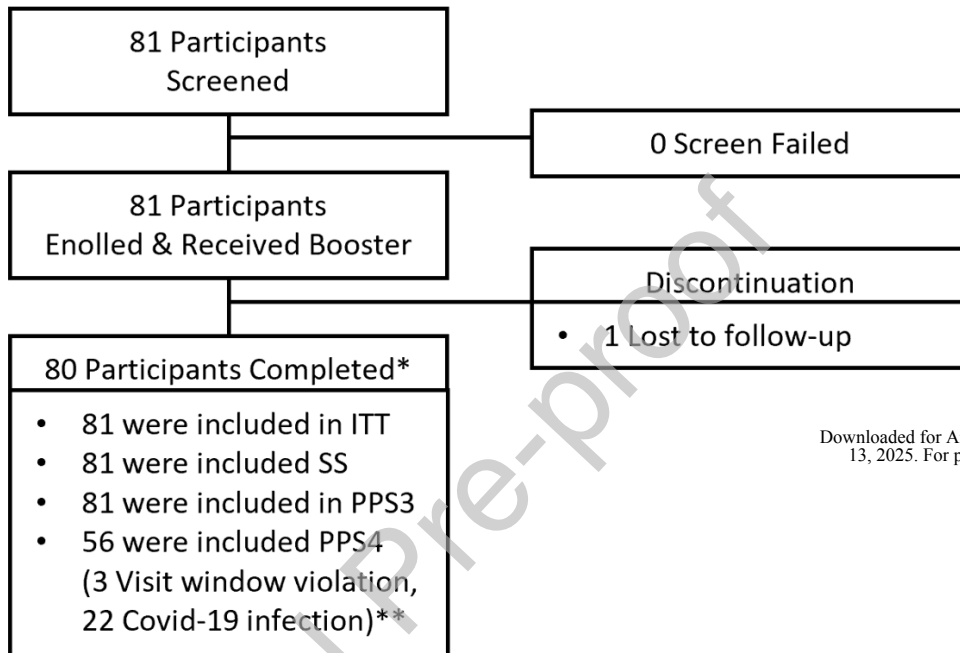 81 Participants
Screened
0 Screen Failed
81 Participants
Enolled & Received Booster
Discontinuation
• 1 Lost to follow-up
80 Participants Completed*
• 81 were included in ITT
• 81 were included SS
• 81 were included in PPS3
• 56 were included PPS4
(3 Visit window violation,
22 Covid-19 infection)**
Downloaded for A
13, 2025. For p
Pre-proof